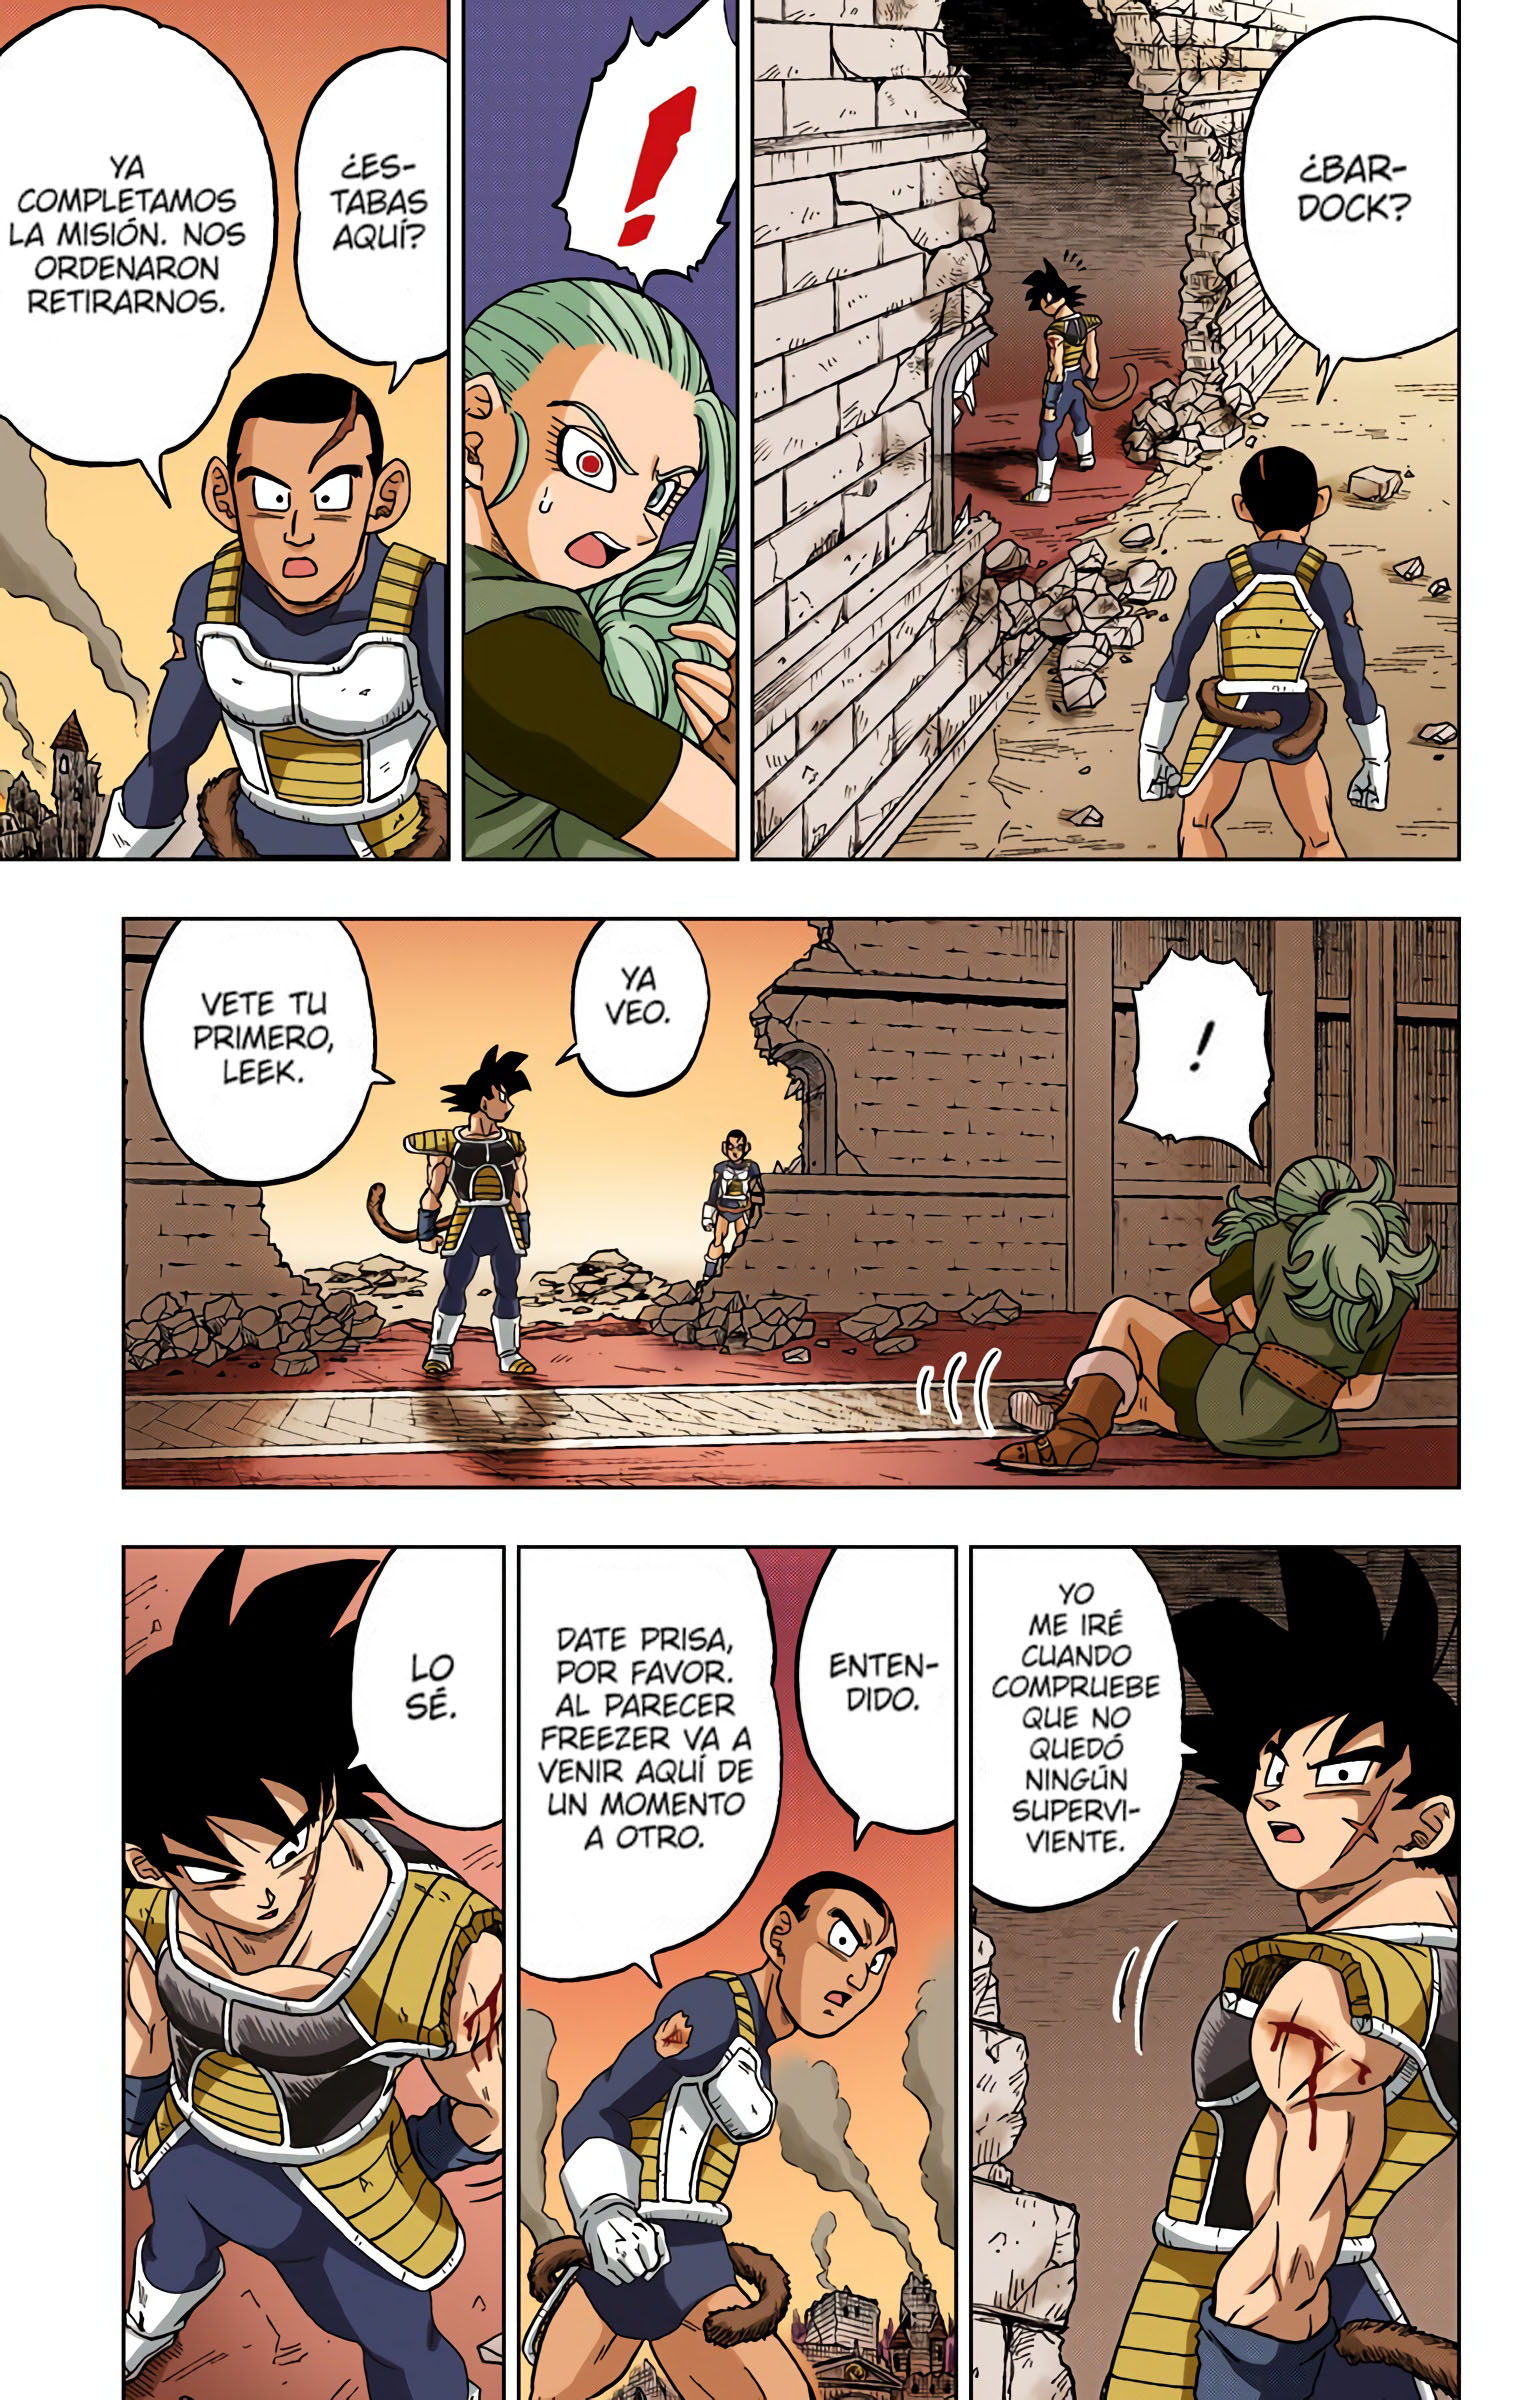 ¿BAR-
DOCK?
!
¿ES-
TABAS
AQUÍ?
YA
COMPLETAMOS
LA MISIÓN. NOS
ORDENARON
RETIRARNOS.
!
YA
VEO.
VETE TU
PRIMERO,
LEEK.
YO
ME IRÉ
CUANDO
COMPRUEBE
QUE NO
QUEDÓ
NINGÚN
SUPERVI-
VIENTE.
ENTEN-
DIDO.
DATE PRISA,
POR FAVOR.
AL PARECER
FREEZER VA A
VENIR AQUÍ DE
UN MOMENTO
A OTRO.
LO
SÉ.